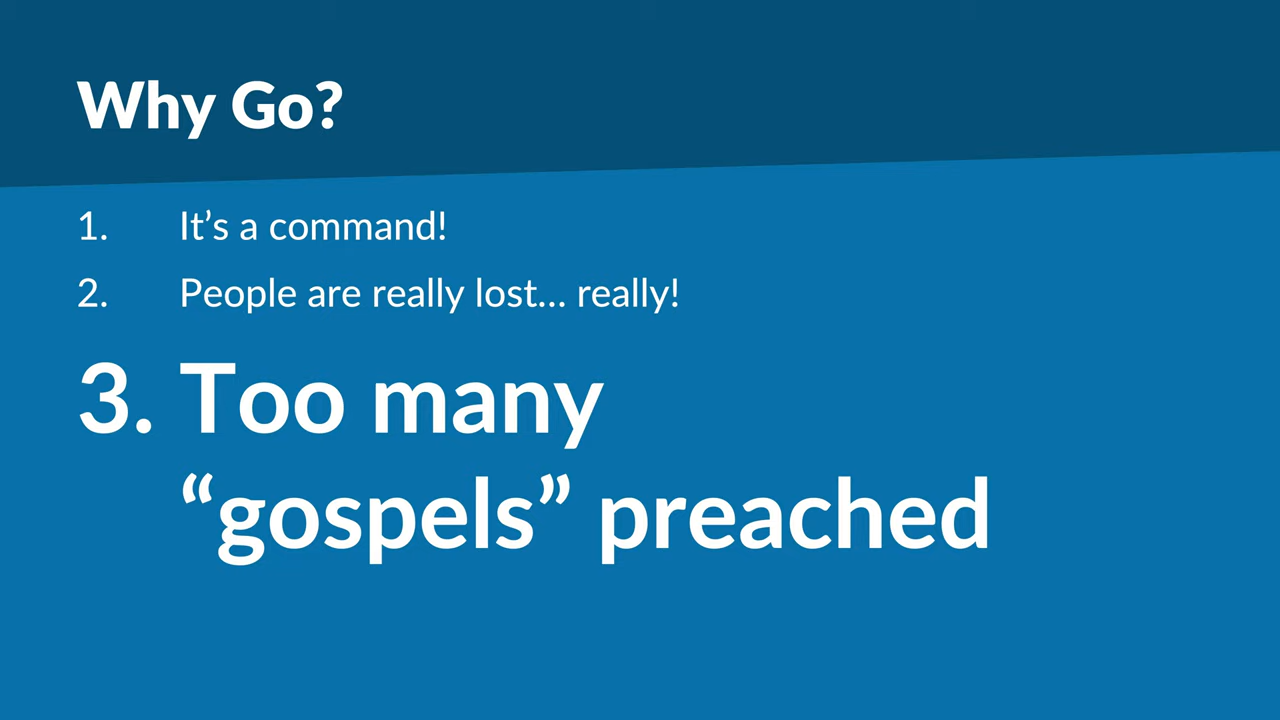 Why Go?
1. It’s a command!
2. People are really lost... really!
3. Too many
“gospels” preached